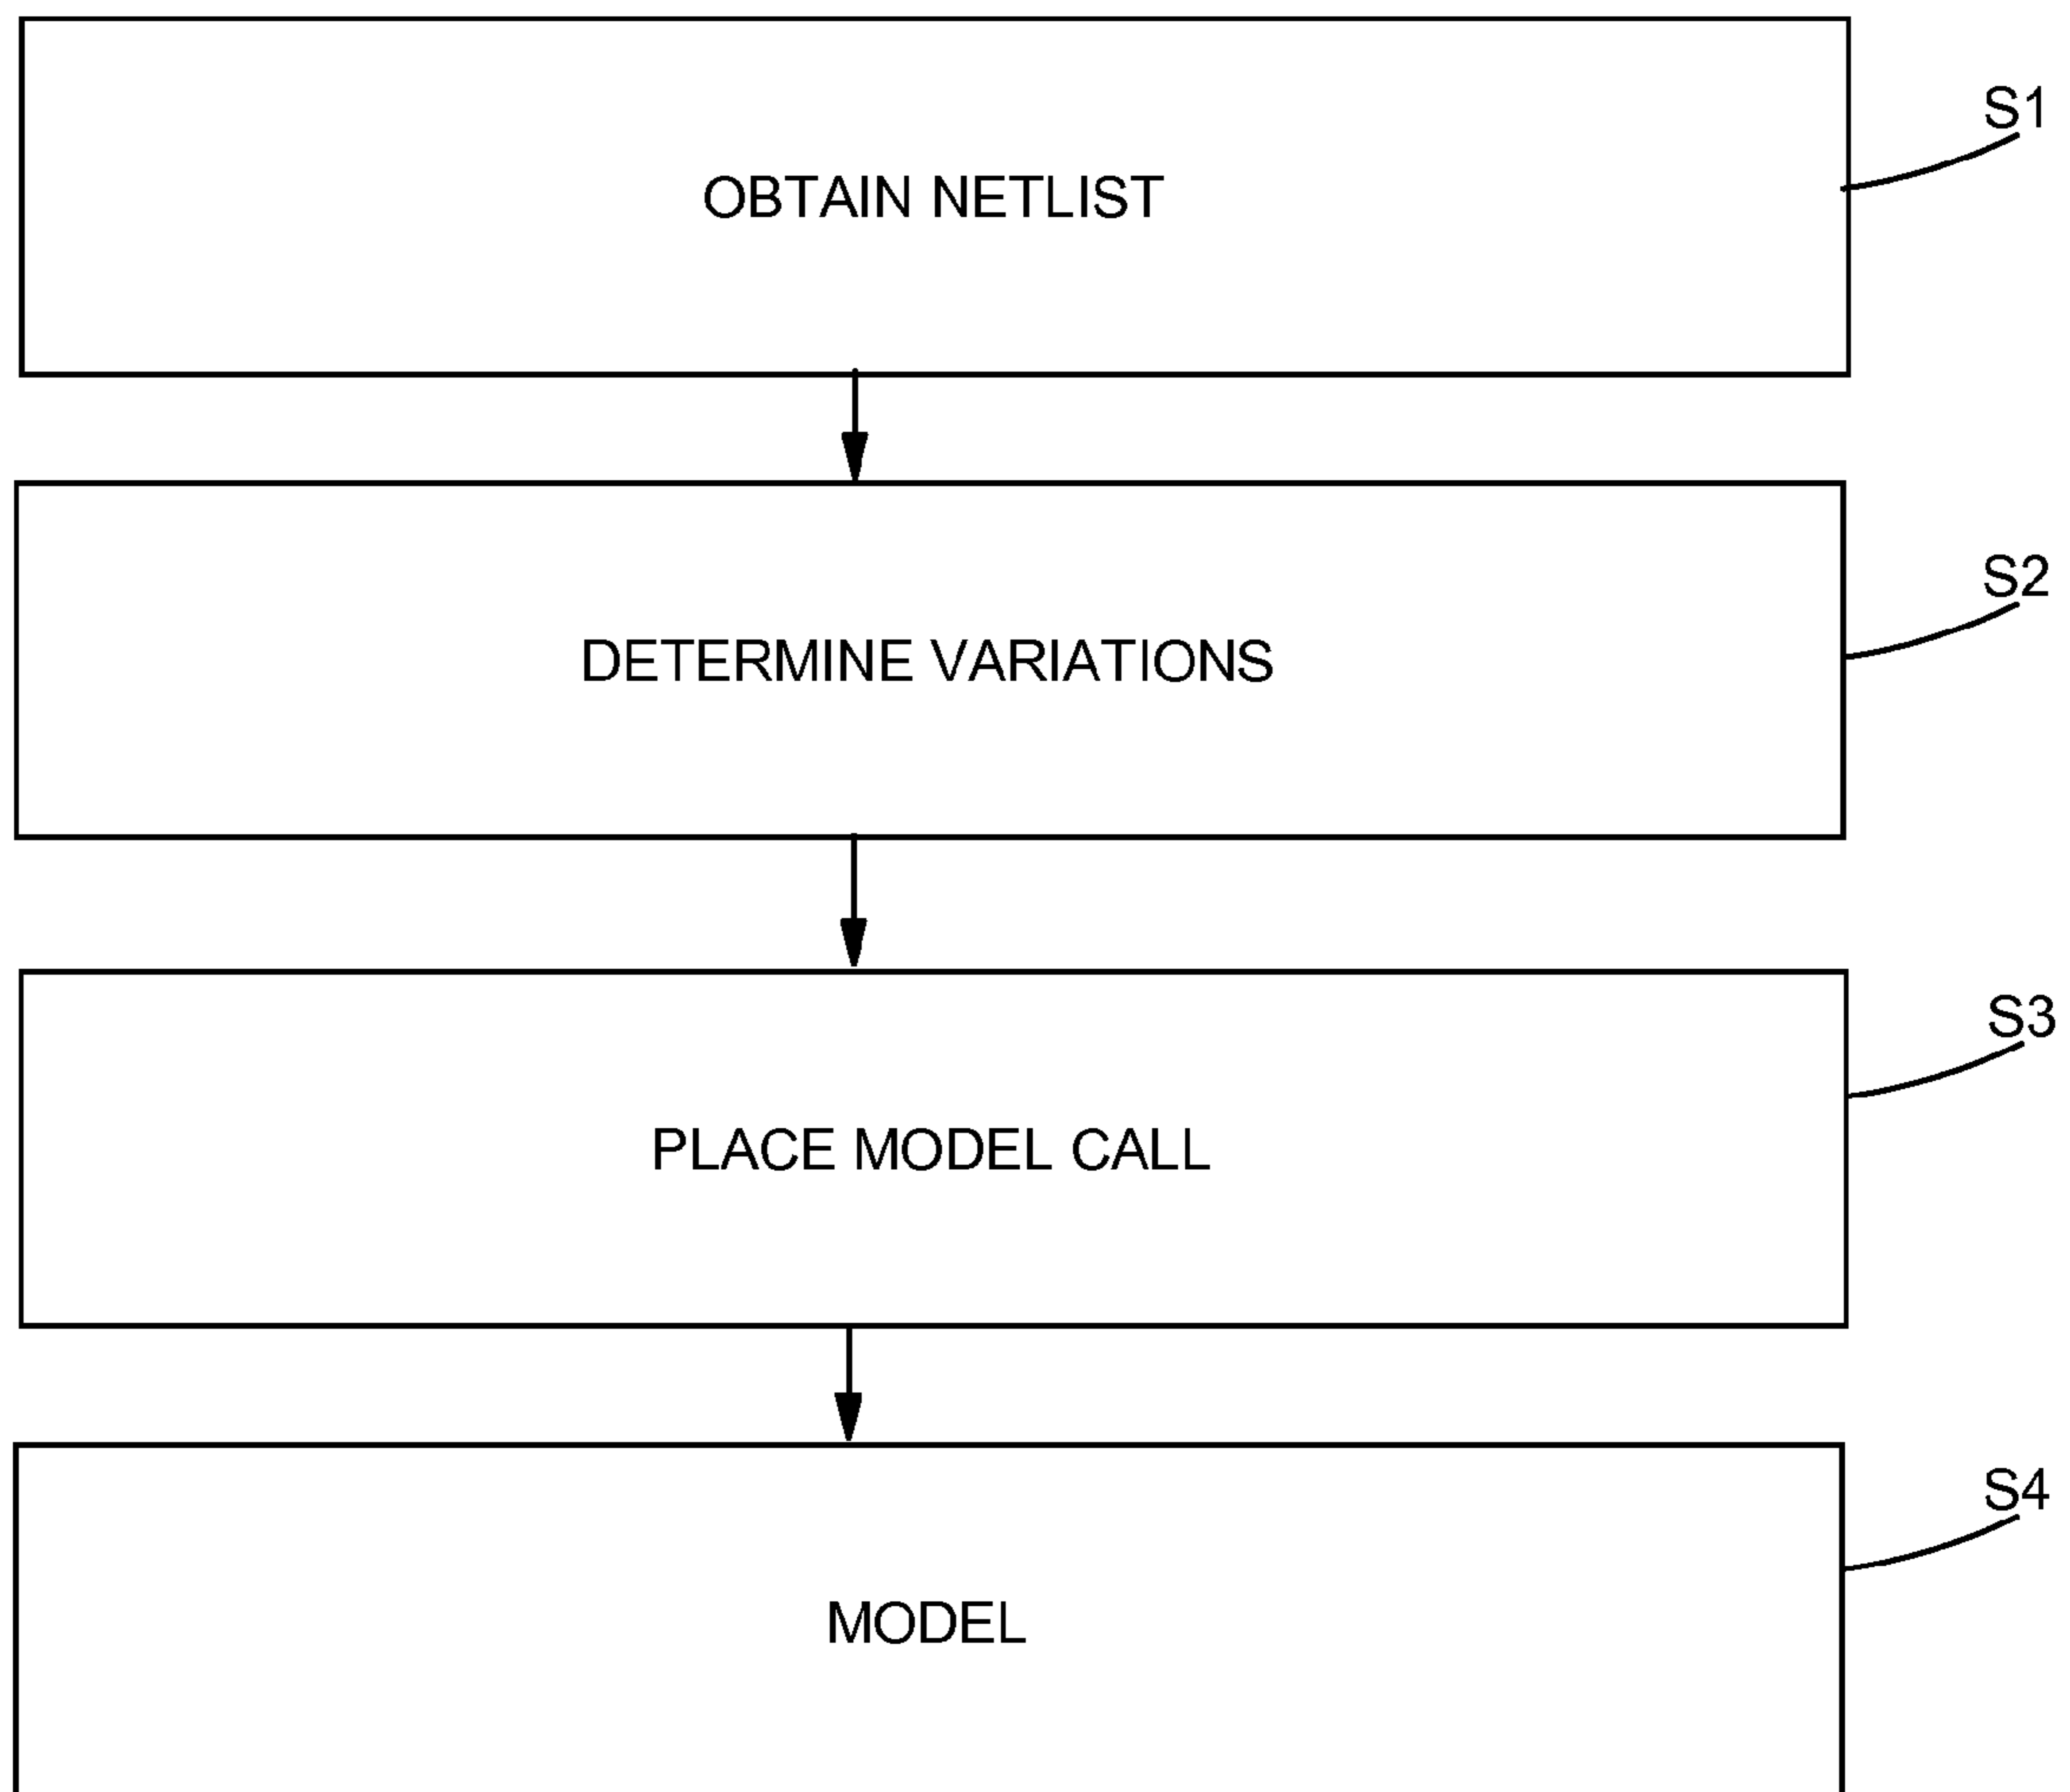 S1
OBTAIN NETLIST
S2
DETERMINE VARIATIONS
S3
PLACE MODEL CALL
S4
MODEL